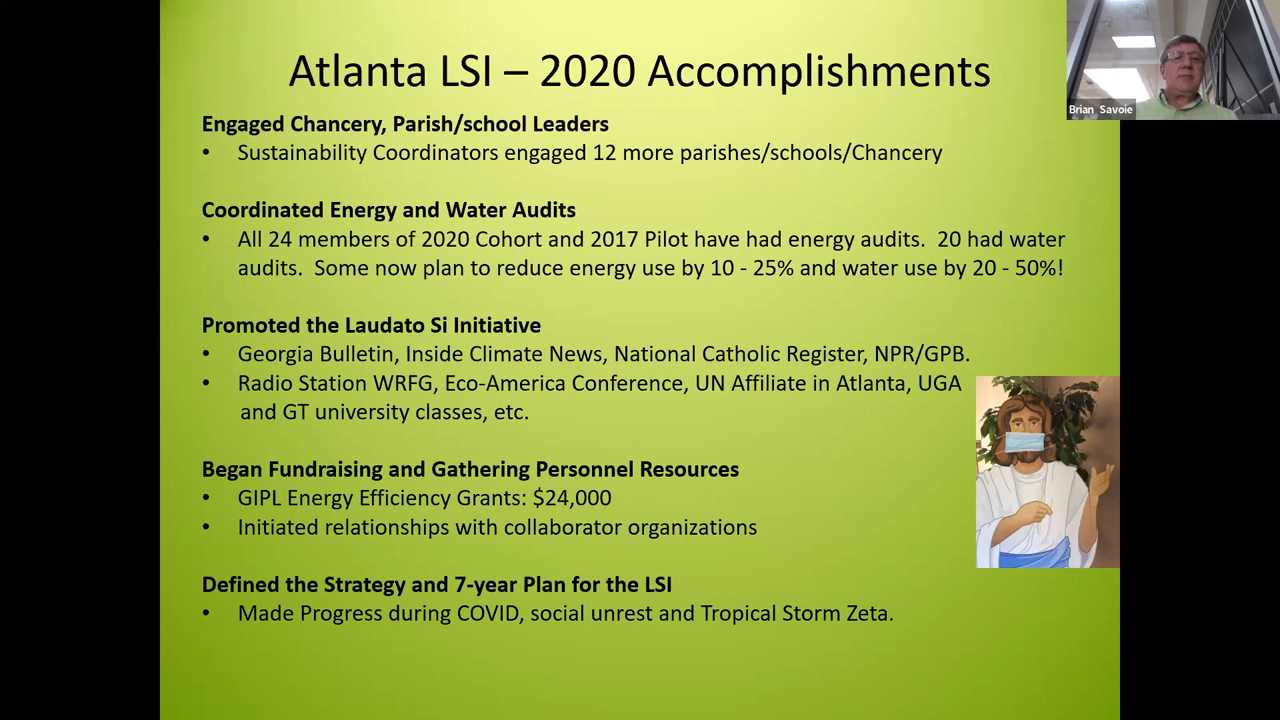 Atlanta LSI – 2020 Accomplishments
Brian Savoie
Engaged Chancery, Parish/school Leaders
• Sustainability Coordinators engaged 12 more parishes/schools/Chancery
Coordinated Energy and Water Audits
• All 24 members of 2020 Cohort and 2017 Pilot have had energy audits. 20 had water
audits. Some now plan to reduce energy use by 10 - 25% and water use by 20 - 50%!
Promoted the Laudato Si Initiative
• Georgia Bulletin, Inside Climate News, National Catholic Register, NPR/GPB.
• Radio Station WRFG, Eco-America Conference, UN Affiliate in Atlanta, UGA
and GT university classes, etc.
Began Fundraising and Gathering Personnel Resources
• GIPL Energy Efficiency Grants: $24,000
• Initiated relationships with collaborator organizations
Defined the Strategy and 7-year Plan for the LSI
• Made Progress during COVID, social unrest and Tropical Storm Zeta.